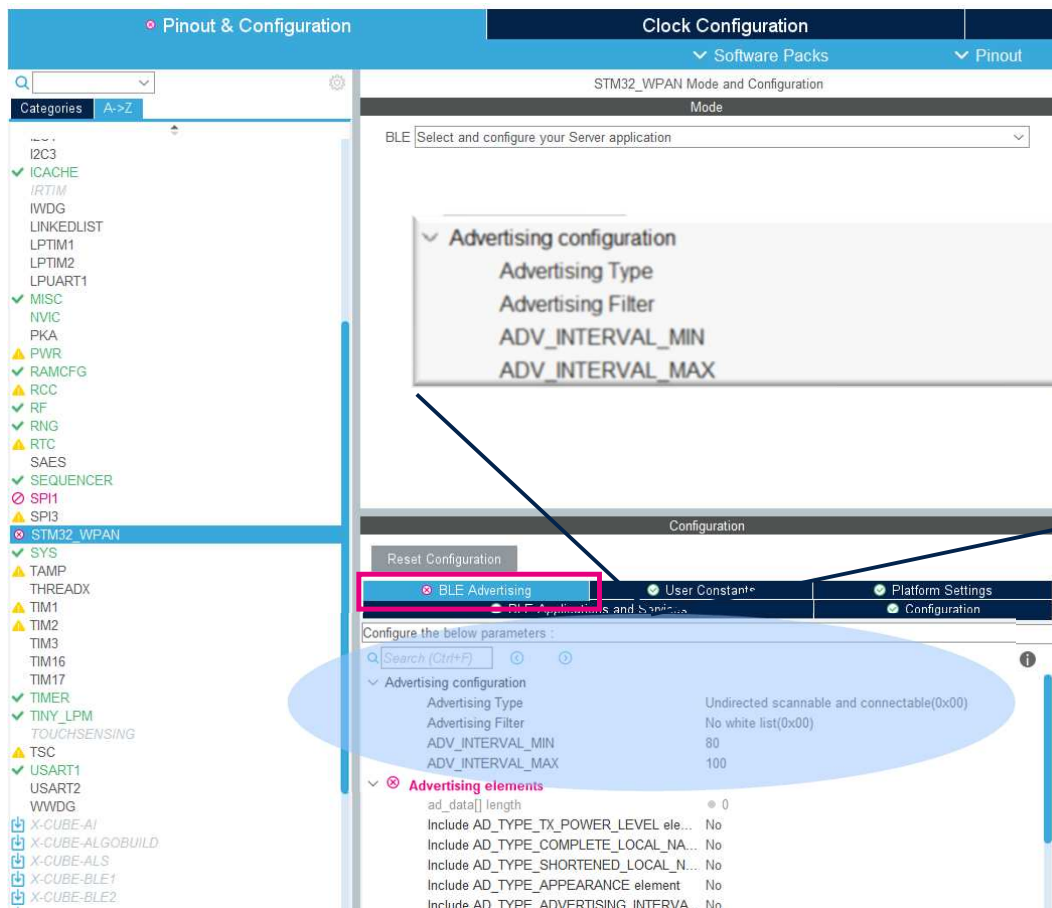 Pinout & Configuration
Clock Configuration
Software Packs
Pinout
Categories
A->Z
I2C3
ICACHE
IRTIM
IWDG
LINKEDLIST
LPTIM1
LPTIM2
LPUART1
MISC
NVIC
PKA
PWR
RAMCFG
RCC
RF
RNG
RTC
SAES
SEQUENCER
SPI1
SPI3
STM32_WPAN
SYS
TAMP
THREADX
TIM1
TIM2
TIM3
TIM16
TIM17
TIMER
TINY_LPM
TOUCHSENSING
TSC
USART1
USART2
WWDG
X-CUBE-AI
X-CUBE-ALGOBUILD
X-CUBE-ALS
X-CUBE-BLE1
X-CUBE-BLE2
STM32_WPAN Mode and Configuration
Mode
BLE Select and configure your Server application
Advertising configuration
Advertising Type
Advertising Filter
ADV_INTERVAL_MIN
ADV_INTERVAL_MAX
Configuration
Reset Configuration
BLE Advertising
User Constants
Platform Settings
BLE Applications and Services
Configuration
Configure the below parameters :
Search (Ctrl+F)
Advertising configuration
Advertising Type Undirected scannable and connectable(0x00)
Advertising Filter No white list(0x00)
ADV_INTERVAL_MIN 80
ADV_INTERVAL_MAX 100
Advertising elements
ad_data[] length 0
Include AD_TYPE_TX_POWER_LEVEL ele... No
Include AD_TYPE_COMPLETE_LOCAL_NA... No
Include AD_TYPE_SHORTENED_LOCAL_N... No
Include AD_TYPE_APPEARANCE element No
Include AD_TYPE_ADVERTISING_INTERVA... No